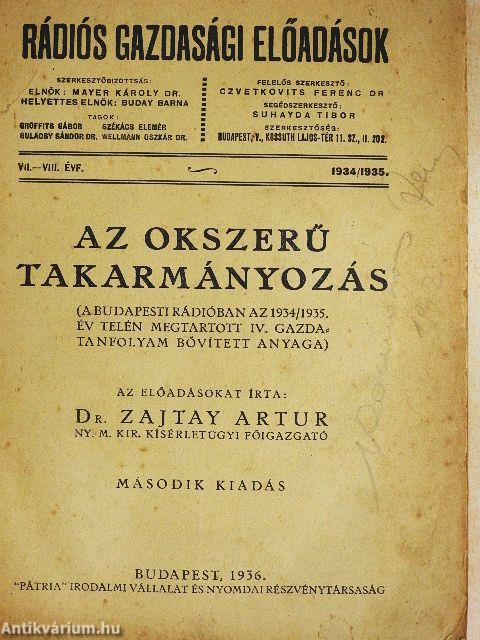 RÁDIÓS GAZDASÁGI ELŐADÁSOK
SZERKESZTŐBIZOTTSÁG:
ELNÖK: MAYER KÁROLY DR.
HELYETTES ELNÖK: BUDAY BARNA
TAGOK:
GRÓFFITS GÁBOR SZÉKÁCS ELEMÉR
GULÁCSY SÁNDOR DR. WELLMANN OSZKÁR DR.
FELELŐS SZERKESZTŐ:
CZVETKOVITS FERENC DR
SEGÉDSZERKESZTŐ:
SUHAYDA TIBOR
SZERKESZTŐSÉG:
BUDAPEST, V., KOSSUTH LAJOS-TÉR 11. SZ., II. 202.
VII.—VIII. ÉVF. 1934/1935.
AZ OKSZERŰ
TAKARMÁNYOZÁS
(A BUDAPESTI RÁDIÓBAN AZ 1934/1935.
ÉV TELÉN MEGTARTOTT IV. GAZDA-
TANFOLYAM BŐVÍTETT ANYAGA)
AZ ELŐADÁSOKAT ÍRTA:
DR. ZAJTAY ARTUR
NY. M. KIR. KÍSÉRLETÜGYI FŐIGAZGATÓ
MÁSODIK KIADÁS
BUDAPEST, 1936.
"PÁTRIA" IRODALMI VÁLLALAT ÉS NYOMDAI RÉSZVÉNYTÁRSASÁG
Antikvárium.hu